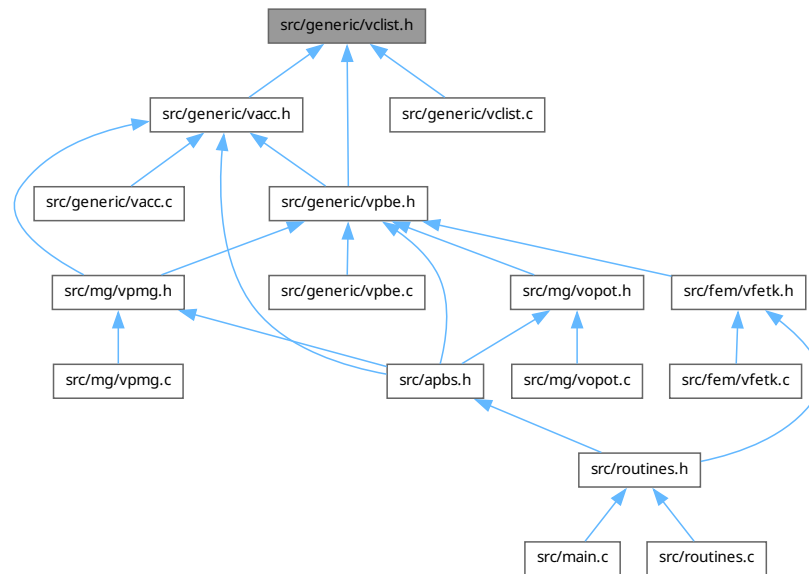 src/generic/vclist.h
src/generic/vacc.h
src/generic/vclist.c
src/generic/vacc.c
src/generic/vpbe.h
src/mg/vpmg.h
src/generic/vpbe.c
src/mg/vopot.h
src/fem/vfetk.h
src/mg/vpmg.c
src/apbs.h
src/mg/vopot.c
src/fem/vfetk.c
src/routines.h
src/main.c
src/routines.c